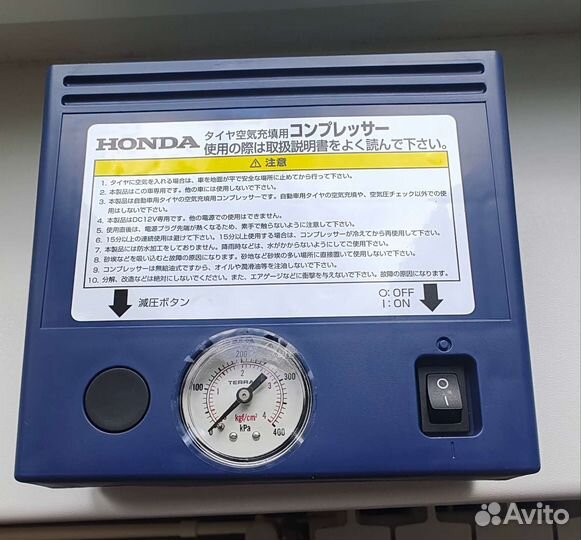 HONDA タイヤ空気充填用コンプレッサー
使用の際は取扱説明書をよく読んで下さい。
⚠ 注意
1. タイヤに空気を入れる場合は、車を地面が平で安全な場所に止めてから行って下さい。
2. 本製品はこの車専用です。他の車には使用しないで下さい。
3. 本製品は自動車用タイヤの空気充填用コンプレッサーです。自動車用タイヤの空気充填や、空気圧チェック以外での使
用はしないで下さい。
4. 本製品はDC12V専用です。他の電源での使用はできません。
5. 使用直後は、電源プラグ先端が熱くなるため、素手で触らないように注意して下さい。
6. 15分以上の連続使用は避けて下さい。15分以上使用する場合は、コンプレッサーが冷えてから再使用して下さい。
7. 本製品には防水加工をしておりません。降雨時などは、水がかからないようにしてご使用下さい。
8. 砂埃などを吸い込むと故障の原因になります。砂地など砂埃の多い場所に直接置いて使用しないで下さい。
9. コンプレッサーは無給油式ですから、オイルや潤滑油等を注油しないで下さい。
10. 分解、改造などは絶対にしないでください。また、エアゲージなどに衝撃を与えないで下さい。故障の原因になります。
減圧ボタン
O:OFF
I:ON
100 200 300 400
1 2 3 4
TERRA
kgf/cm²
kPa
O
I
Avito